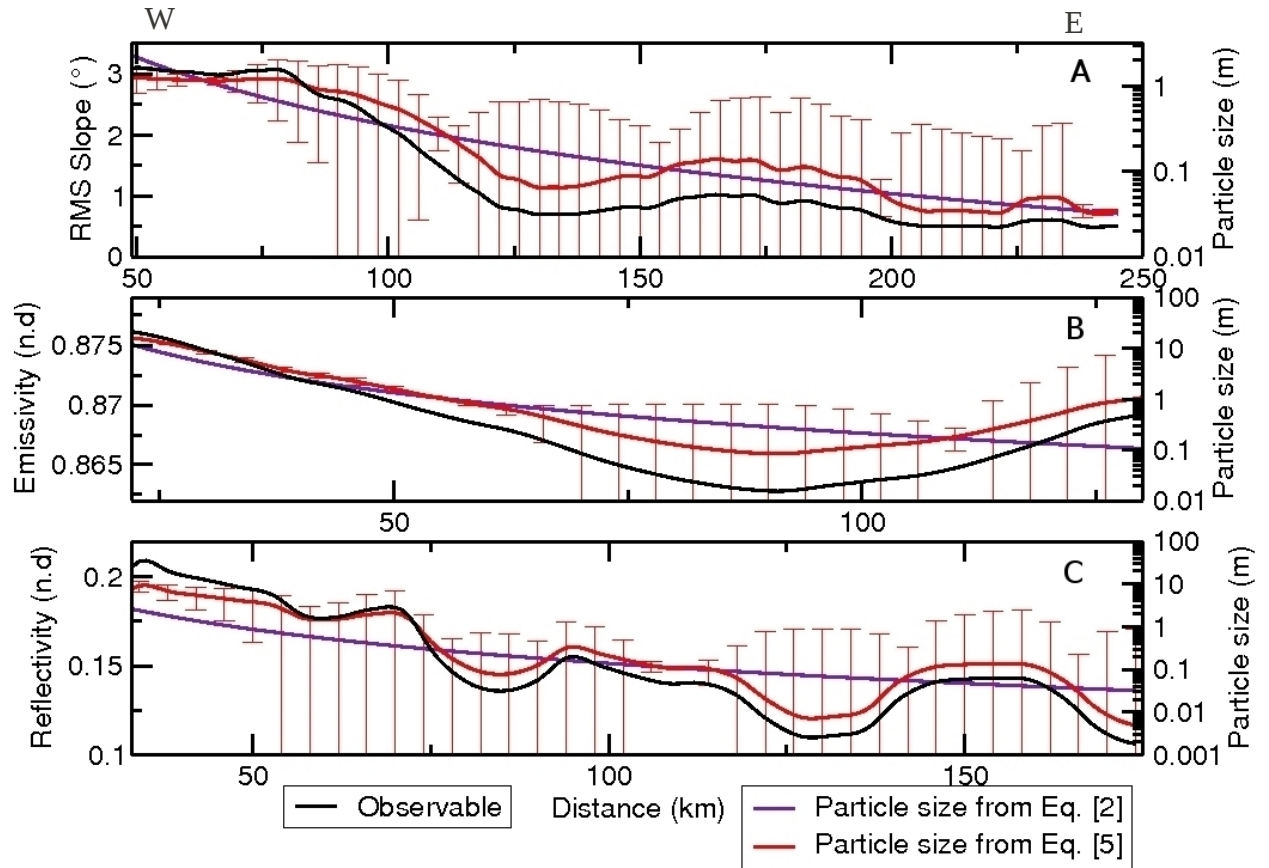 W E
A
RMS Slope (°)
3
2
1
0
Particle size (m)
1
0.1
0.01
50 100 150 200 250
B
Emissivity (n.d)
0.875
0.87
0.865
Particle size (m)
100
10
1
0.1
0.01
50 100
C
Reflectivity (n.d)
0.2
0.15
0.1
Particle size (m)
100
10
1
0.1
0.01
0.001
50 100 150
Observable
Distance (km)
Particle size from Eq. [2]
Particle size from Eq. [5]